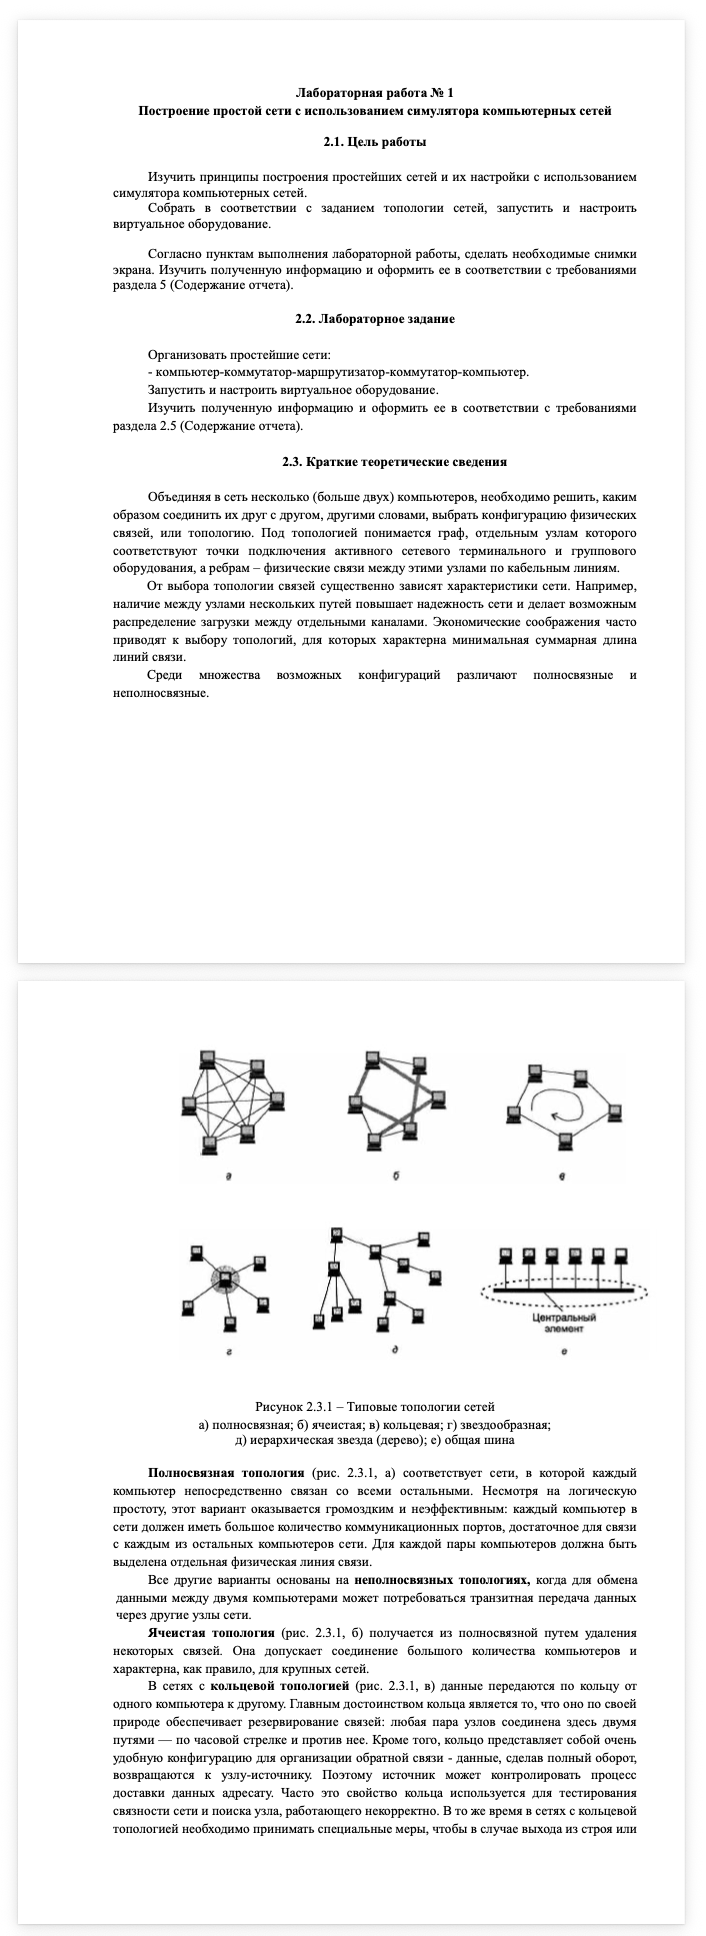 Лабораторная работа № 1
Построение простой сети с использованием симулятора компьютерных сетей
2.1. Цель работы
Изучить принципы построения простейших сетей и их настройки с использованием
симулятора компьютерных сетей.
Собрать в соответствии с заданием топологии сетей, запустить и настроить
виртуальное оборудование.
Согласно пунктам выполнения лабораторной работы, сделать необходимые снимки
экрана. Изучить полученную информацию и оформить ее в соответствии с требованиями
раздела 5 (Содержание отчета).
2.2. Лабораторное задание
Организовать простейшие сети:
- компьютер-коммутатор-маршрутизатор-коммутатор-компьютер.
Запустить и настроить виртуальное оборудование.
Изучить полученную информацию и оформить ее в соответствии с требованиями
раздела 2.5 (Содержание отчета).
2.3. Краткие теоретические сведения
Объединяя в сеть несколько (больше двух) компьютеров, необходимо решить, каким
образом соединить их друг с другом, другими словами, выбрать конфигурацию физических
связей, или топологию. Под топологией понимается граф, отдельным узлам которого
соответствуют точки подключения активного сетевого терминального и группового
оборудования, а ребрам – физические связи между этими узлами по кабельным линиям.
От выбора топологии связей существенно зависят характеристики сети. Например,
наличие между узлами нескольких путей повышает надежность сети и делает возможным
распределение загрузки между отдельными каналами. Экономические соображения часто
приводят к выбору топологий, для которых характерна минимальная суммарная длина
линий связи.
Среди множества возможных конфигураций различают полносвязные и
неполносвязные.
а б в
г д е
Центральный
элемент
Рисунок 2.3.1 – Типовые топологии сетей
а) полносвязная; б) ячеистая; в) кольцевая; г) звездообразная;
д) иерархическая звезда (дерево); е) общая шина
Полносвязная топология (рис. 2.3.1, а) соответствует сети, в которой каждый
компьютер непосредственно связан со всеми остальными. Несмотря на логическую
простоту, этот вариант оказывается громоздким и неэффективным: каждый компьютер в
сети должен иметь большое количество коммуникационных портов, достаточное для связи
с каждым из остальных компьютеров сети. Для каждой пары компьютеров должна быть
выделена отдельная физическая линия связи.
Все другие варианты основаны на неполносвязных топологиях, когда для обмена
данными между двумя компьютерами может потребоваться транзитная передача данных
через другие узлы сети.
Ячеистая топология (рис. 2.3.1, б) получается из полносвязной путем удаления
некоторых связей. Она допускает соединение большого количества компьютеров и
характерна, как правило, для крупных сетей.
В сетях с кольцевой топологией (рис. 2.3.1, в) данные передаются по кольцу от
одного компьютера к другому. Главным достоинством кольца является то, что оно по своей
природе обеспечивает резервирование связей: любая пара узлов соединена здесь двумя
путями — по часовой стрелке и против нее. Кроме того, кольцо представляет собой очень
удобную конфигурацию для организации обратной связи - данные, сделав полный оборот,
возвращаются к узлу-источнику. Поэтому источник может контролировать процесс
доставки данных адресату. Часто это свойство кольца используется для тестирования
связности сети и поиска узла, работающего некорректно. В то же время в сетях с кольцевой
топологией необходимо принимать специальные меры, чтобы в случае выхода из строя или